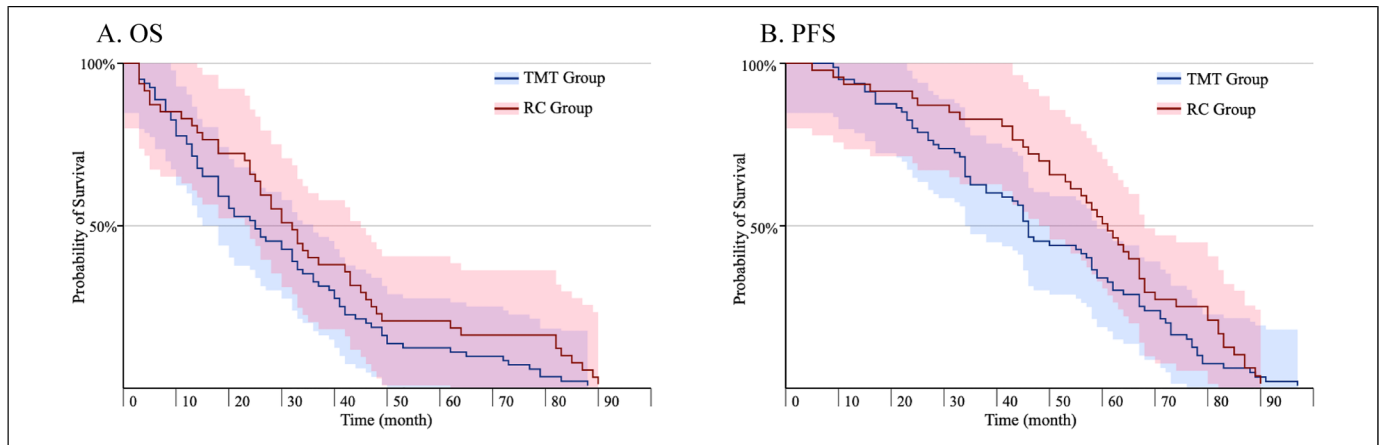 A. OS
100%
TMT Group
RC Group
Probability of Survival
50%
0 10 20 30 40 50 60 70 80 90
Time (month)
B. PFS
100%
TMT Group
RC Group
Probability of Survival
50%
0 10 20 30 40 50 60 70 80 90
Time (month)